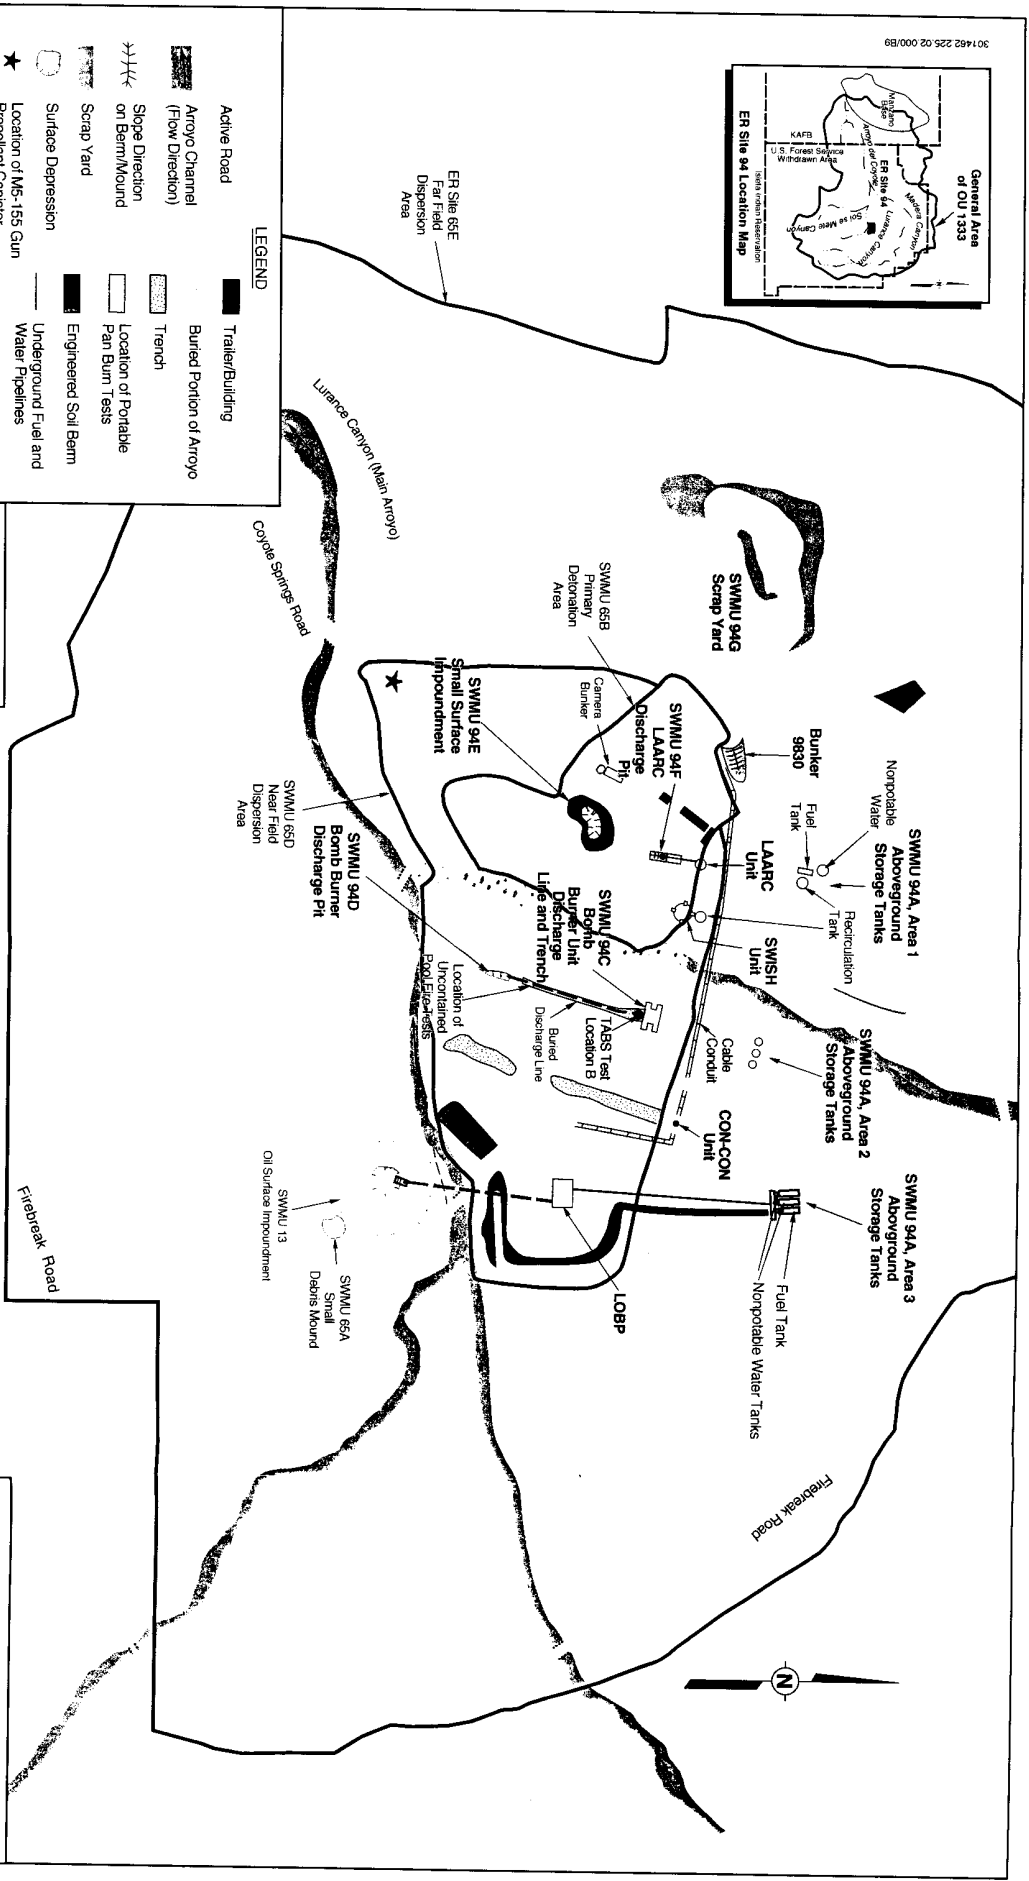 301462.225.02.000/B9
General Area
of OU 1333
Manzano
Base
KAFB
U.S. Forest Service
Withdrawn Area
Arroyo del Coyote
ER Site 94
Lurance Canyon
Madera Canyon
Sol se Mete Canyon
Isleta Indian Reservation
ER Site 94 Location Map
ER Site 65E
Far Field
Dispersion
Area
Lurance Canyon (Main Arroyo)
Coyote Springs Road
SWMU 94G
Scrap Yard
SWMU 65B
Primary
Detonation
Area
Camera
Bunker
SWMU 94E
Small Surface
Impoundment
SWMU 94F
LAARC
Discharge
Pit
Bunker
9830
Nonpotable
Water
Fuel
Tank
SWMU 94A, Area 1
Aboveground
Storage Tanks
Recirculation
Tank
LAARC
Unit
SWISH
Unit
SWMU 65D
Near Field
Dispersion
Area
SWMU 94D
Bomb Burner
Discharge Pit
SWMU 94C
Bomb
Burner Unit
Discharge
Line and Trench
Location of
Uncontained
Pool Fire Tests
Buried
Discharge Line
TABS Test
Location B
Cable
Conduit
SWMU 94A, Area 2
Aboveground
Storage Tanks
CON-CON
Unit
SWMU 94A, Area 3
Abovground
Storage Tanks
Fuel Tank
Nonpotable Water Tanks
LOBP
SWMU 13
Oil Surface Impoundment
SWMU 65A
Small
Debris Mound
Firebreak Road
Firebreak Road
N
LEGEND
Active Road
Arroyo Channel
(Flow Direction)
Slope Direction
on Berm/Mound
Scrap Yard
Surface Depression
Location of M5-155 Gun
Propellant Canister
Trailer/Building
Buried Portion of Arroyo
Trench
Location of Portable
Pan Burn Tests
Engineered Soil Berm
Underground Fuel and
Water Pipelines